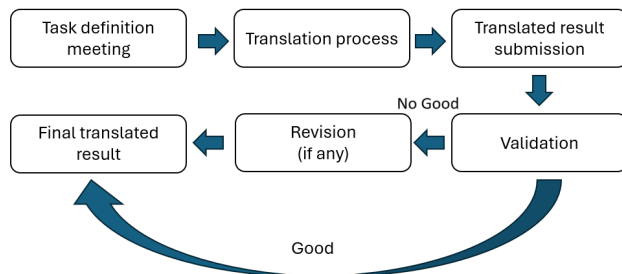 Task definition
meeting
Translation process
Translated result
submission
No Good
Final translated
result
Revision
(if any)
Validation
Good